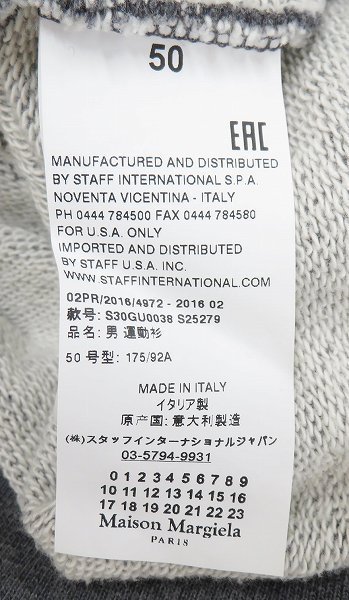 50
EAC
MANUFACTURED AND DISTRIBUTED
BY STAFF INTERNATIONAL S.P.A.
NOVENTA VICENTINA - ITALY
PH 0444 784500 FAX 0444 784580
FOR U.S.A. ONLY
IMPORTED AND DISTRIBUTED
BY STAFF U.S.A. INC.
WWW.STAFFINTERNATIONAL.COM
02PR/2016/4972 - 2016 02
款号: S30GU0038 S25279
品名: 男 運動衫
50 号型: 175/92A
MADE IN ITALY
イタリア製
原産国: 意大利製造
(株)スタッフインターナショナルジャパン
03-5794-9931
0 1 2 3 4 5 6 7 8 9
10 11 12 13 14 15 16
17 18 19 20 21 22 23
Maison Margiela
PARIS